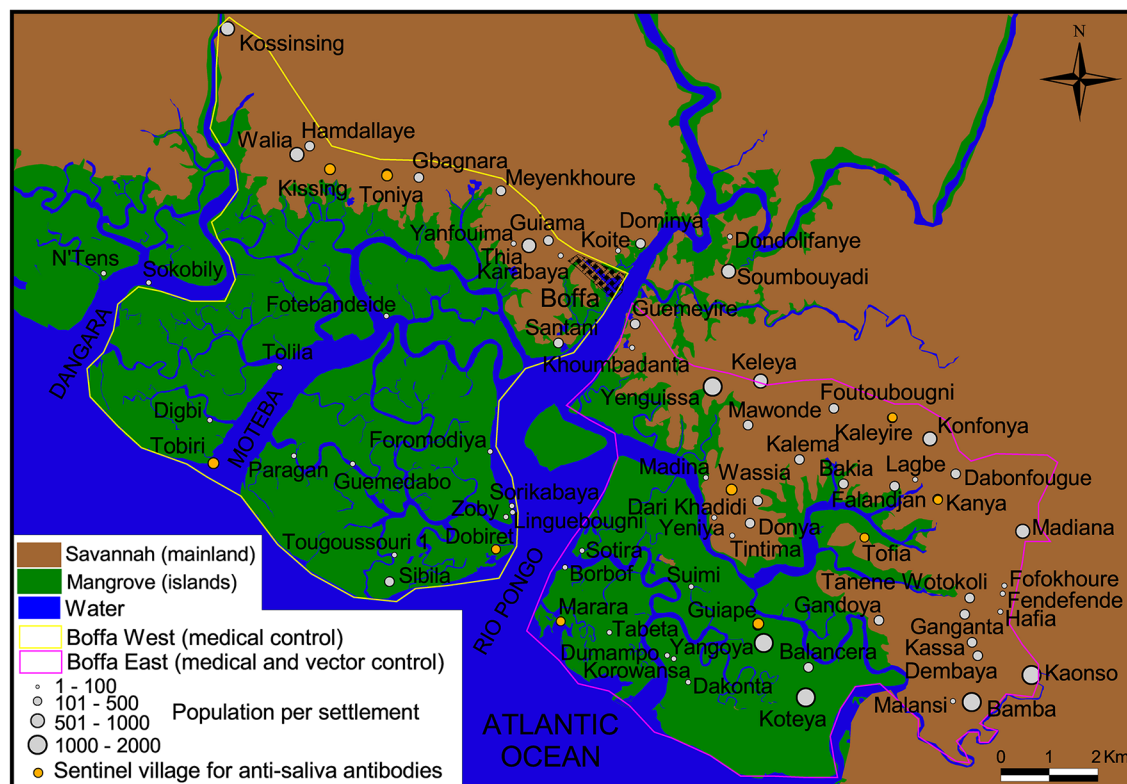 N
Kossinsing
Hamdallaye
Walia
Gbagnara
Kissing
Toniya
Meyenkhoure
Guiama
Dominya
Yanfouima
Koite
Dondolifanye
Thia
Karabaya
N'Tens
Sokobily
Soumbouyadi
Boffa
Fotebandeide
Guemeyire
Santani
DANGARA
Tolila
Khoumbadanta
Keleya
Yenguissa
Foutoubougni
Digbi
Mawonde
Kaleyire
Konfonya
MOTEBA
Tobiri
Foromodiya
Kalema
Paragan
Madina
Wassia
Bakia
Lagbe
Dabonfougue
Guemedabo
Sorikabaya
Dari Khadidi
Falandjan
Kanya
Zoby
Linguebougni
Yeniya
Donya
Madiana
Dobiret
Tougoussouri 1
Tintima
Tofia
Sotira
Sibila
Borbof
Suimi
Tanene
Wotokoli
Fofokhoure
Fendefende
RIO PONGO
Marara
Guiape
Gandoya
Hafia
Tabeta
Ganganta
Dumampo
Yangoya
Kassa
Korowansa
Balancera
Dembaya
Dakonta
Kaonso
Malansi
Bamba
Koteya
ATLANTIC
OCEAN
Savannah (mainland)
Mangrove (islands)
Water
Boffa West (medical control)
Boffa East (medical and vector control)
1 - 100
101 - 500
501 - 1000
1000 - 2000
Population per settlement
Sentinel village for anti-saliva antibodies
0 1 2 Km